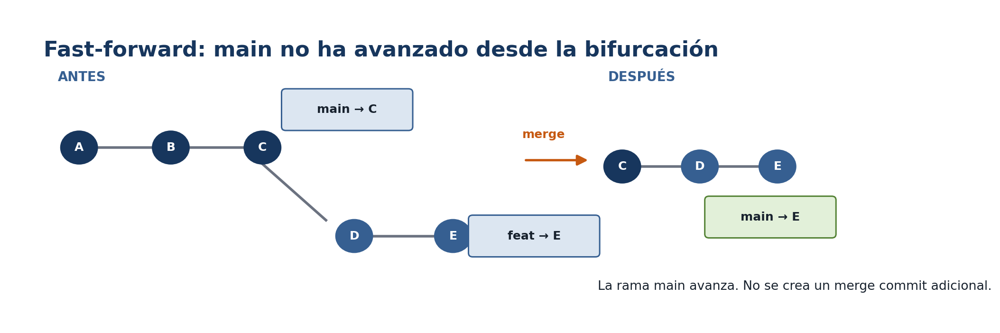 Fast-forward: main no ha avanzado desde la bifurcación
ANTES
DESPUÉS
main → C
merge
A
B
C
C
D
E
main → E
D
E
feat → E
La rama main avanza. No se crea un merge commit adicional.